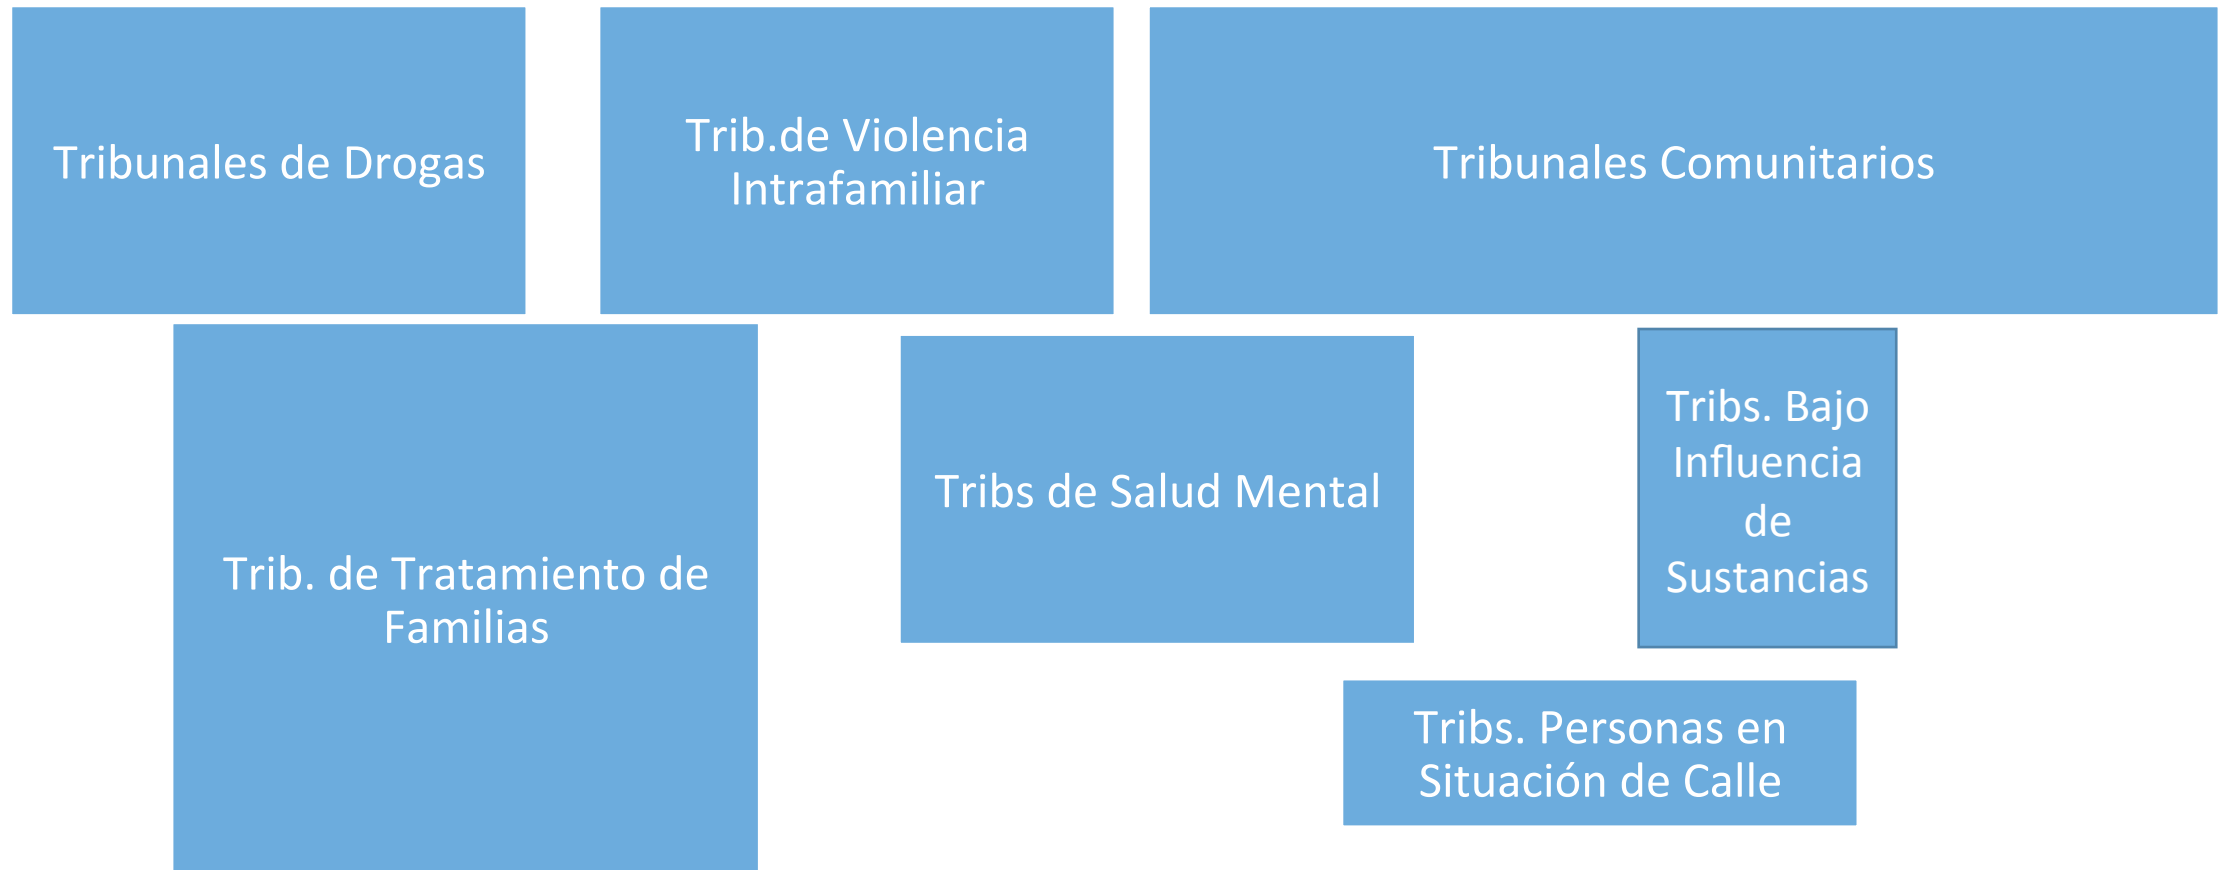 Tribunales de Drogas
Trib.de Violencia
Intrafamiliar
Tribunales Comunitarios
Trib. de Tratamiento de
Familias
Tribs de Salud Mental
Tribs. Bajo
Influencia
de
Sustancias
Tribs. Personas en
Situación de Calle